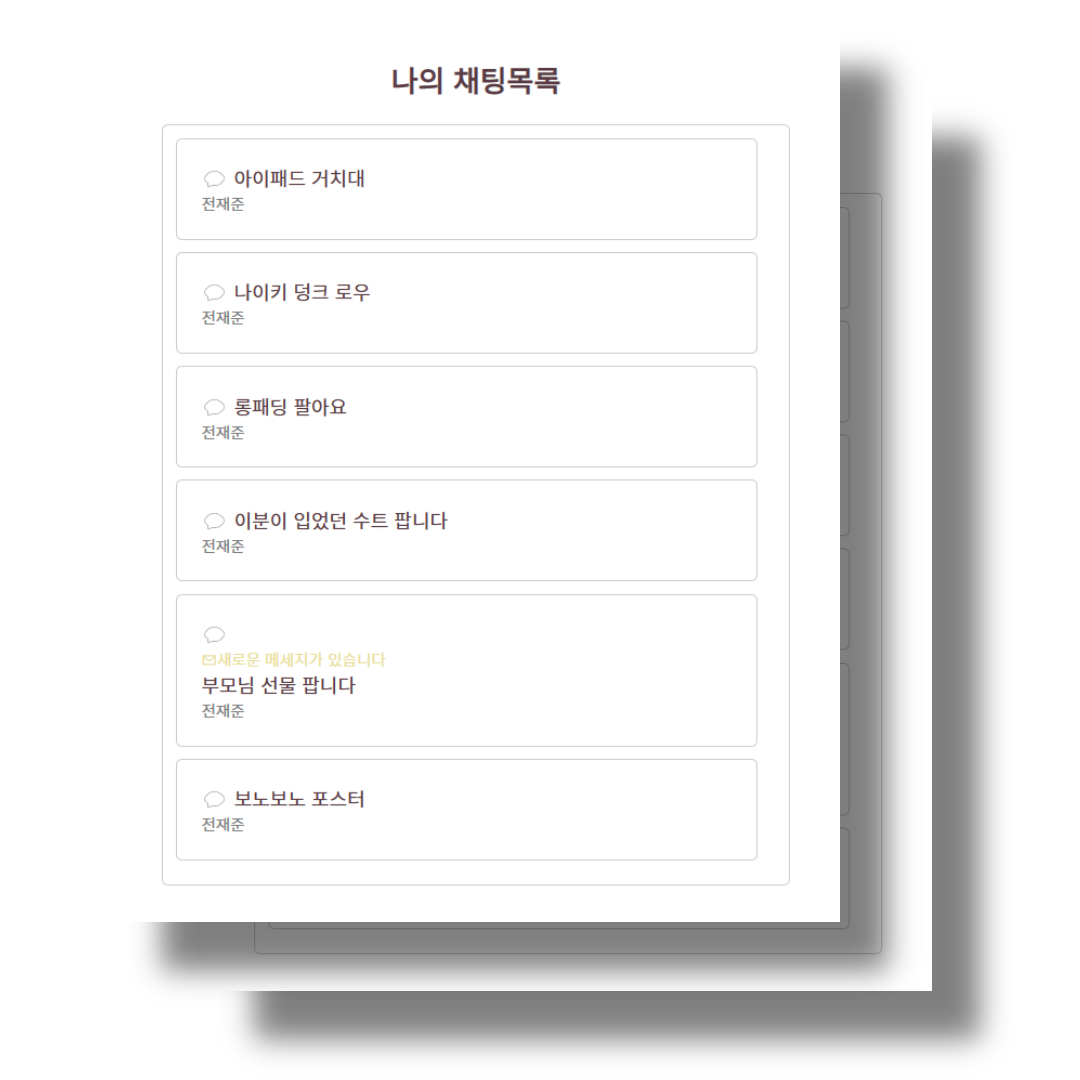 나의 채팅목록
아이패드 거치대
전재준
나이키 덩크 로우
전재준
롱패딩 팔아요
전재준
이분이 입었던 수트 팝니다
전재준
새로운 메세지가 있습니다
부모님 선물 팝니다
전재준
보노보노 포스터
전재준